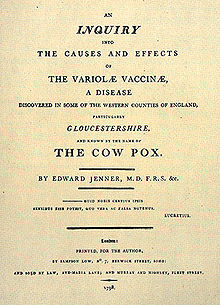 AN
INQUIRY
INTO
THE CAUSES AND EFFECTS
OF
THE VARIOLÆ VACCINÆ,
A DISEASE
DISCOVERED IN SOME OF THE WESTERN COUNTIES OF ENGLAND,
PARTICULARLY
GLOUCESTERSHIRE,
AND KNOWN BY THE NAME OF
THE COW POX.
BY EDWARD JENNER, M.D. F.R.S. &c.
QUID NOBIS CERTIUS IPSIS
SENSIBUS ESSE POTEST, QUO VERA AC FALSA NOTEMUS.
LUCRETIUS.
London:
PRINTED, FOR THE AUTHOR,
BY SAMPSON LOW, Nº. 7, BERWICK STREET, SOHO:
AND SOLD BY LAW, AVE-MARIA LANE; AND MURRAY AND HIGHLEY, FLEET STREET.
1798.